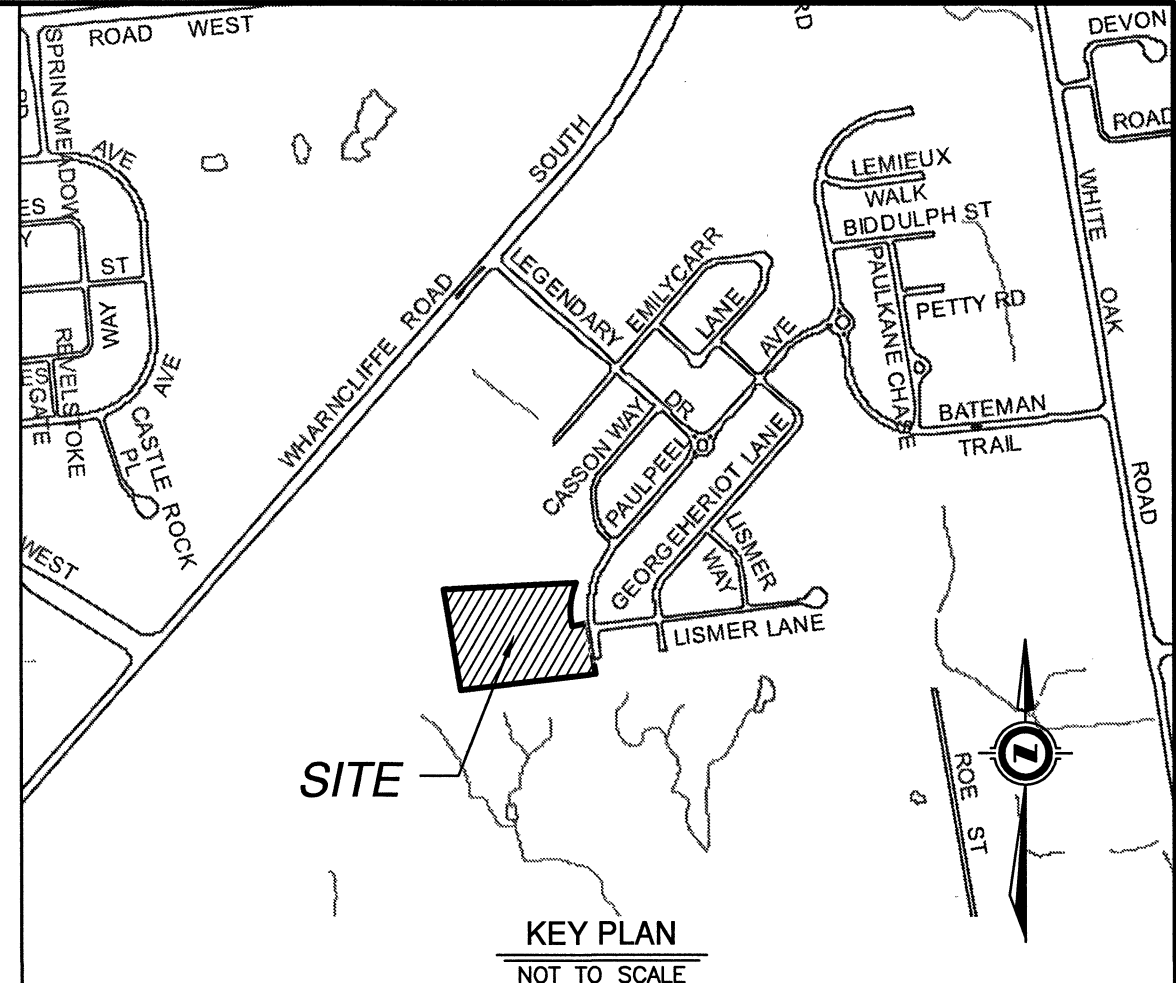 ROAD WEST
RD
DEVON
SPRINGMEADOW
AVE
ROAD
SOUTH
LEMIEUX
WALK
WHITE
ES
Y
BIDDULPH ST
ST
LEGENDARY
EMILYCARR
PAULKANE CHASE
WAY
ROAD
LANE
PETTY RD
OAK
REVELSTOKE
AVE
AVE
WHARNCLIFFE
GATE
DR
BATEMAN
TRAIL
CASTLE ROCK
PL
CASSON WAY
PAULPEEL
GEORGEHERIOT LANE
ROAD
WEST
LISMER
WAY
LISMER LANE
SITE
ROE ST
Z
KEY PLAN
NOT TO SCALE